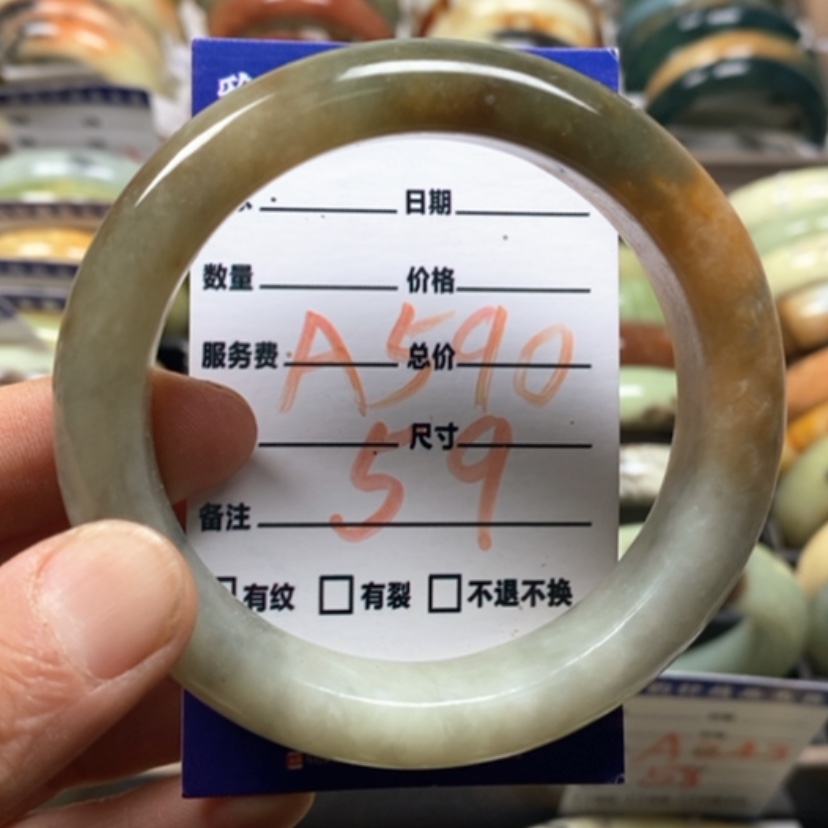 日期
数量 价格
服务费 总价
A590
尺寸
59
备注
□有纹 □有裂 □不退不换